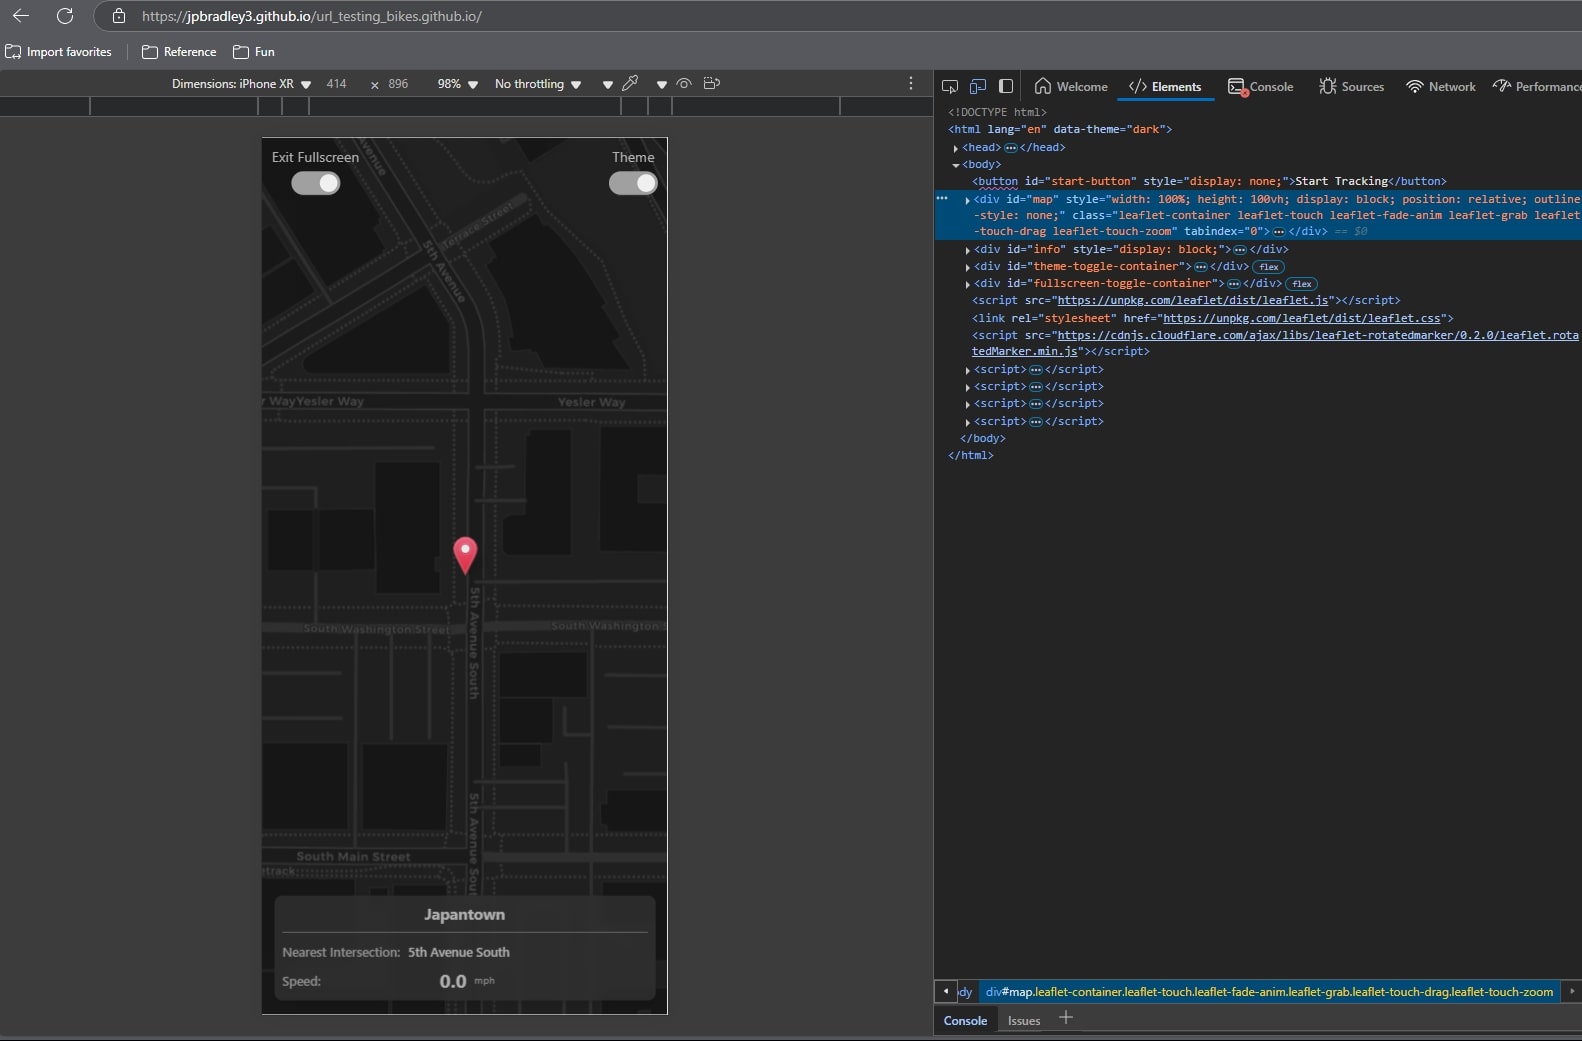 https://jpbradley3.github.io/url_testing_bikes.github.io/
Import favorites
Reference
Fun
Dimensions: iPhone XR
414
×
896
98%
No throttling
Welcome
Elements
Console
Sources
Network
Performance
Exit Fullscreen
Theme
Avenue
Terrace Street
5th Avenue
r WayYesler Way
Yesler Way
5th Avenue South
South Washington Street
South Washington S
5th Avenue Sout
South Main Street
track
Japantown
Nearest Intersection: 5th Avenue South
Speed: 0.0 mph
<!DOCTYPE html>
<html lang="en" data-theme="dark">
<head>…</head>
<body>
<button id="start-button" style="display: none;">Start Tracking</button>
<div id="map" style="width: 100%; height: 100vh; display: block; position: relative; outline
-style: none;" class="leaflet-container leaflet-touch leaflet-fade-anim leaflet-grab leaflet
-touch-drag leaflet-touch-zoom" tabindex="0">…</div> == $0
<div id="info" style="display: block;">…</div>
<div id="theme-toggle-container">…</div> flex
<div id="fullscreen-toggle-container">…</div> flex
<script src="https://unpkg.com/leaflet/dist/leaflet.js"></script>
<link rel="stylesheet" href="https://unpkg.com/leaflet/dist/leaflet.css">
<script src="https://cdnjs.cloudflare.com/ajax/libs/leaflet-rotatedmarker/0.2.0/leaflet.rota
tedMarker.min.js"></script>
<script>…</script>
<script>…</script>
<script>…</script>
<script>…</script>
</body>
</html>
dy
div#map.leaflet-container.leaflet-touch.leaflet-fade-anim.leaflet-grab.leaflet-touch-drag.leaflet-touch-zoom
Console
Issues